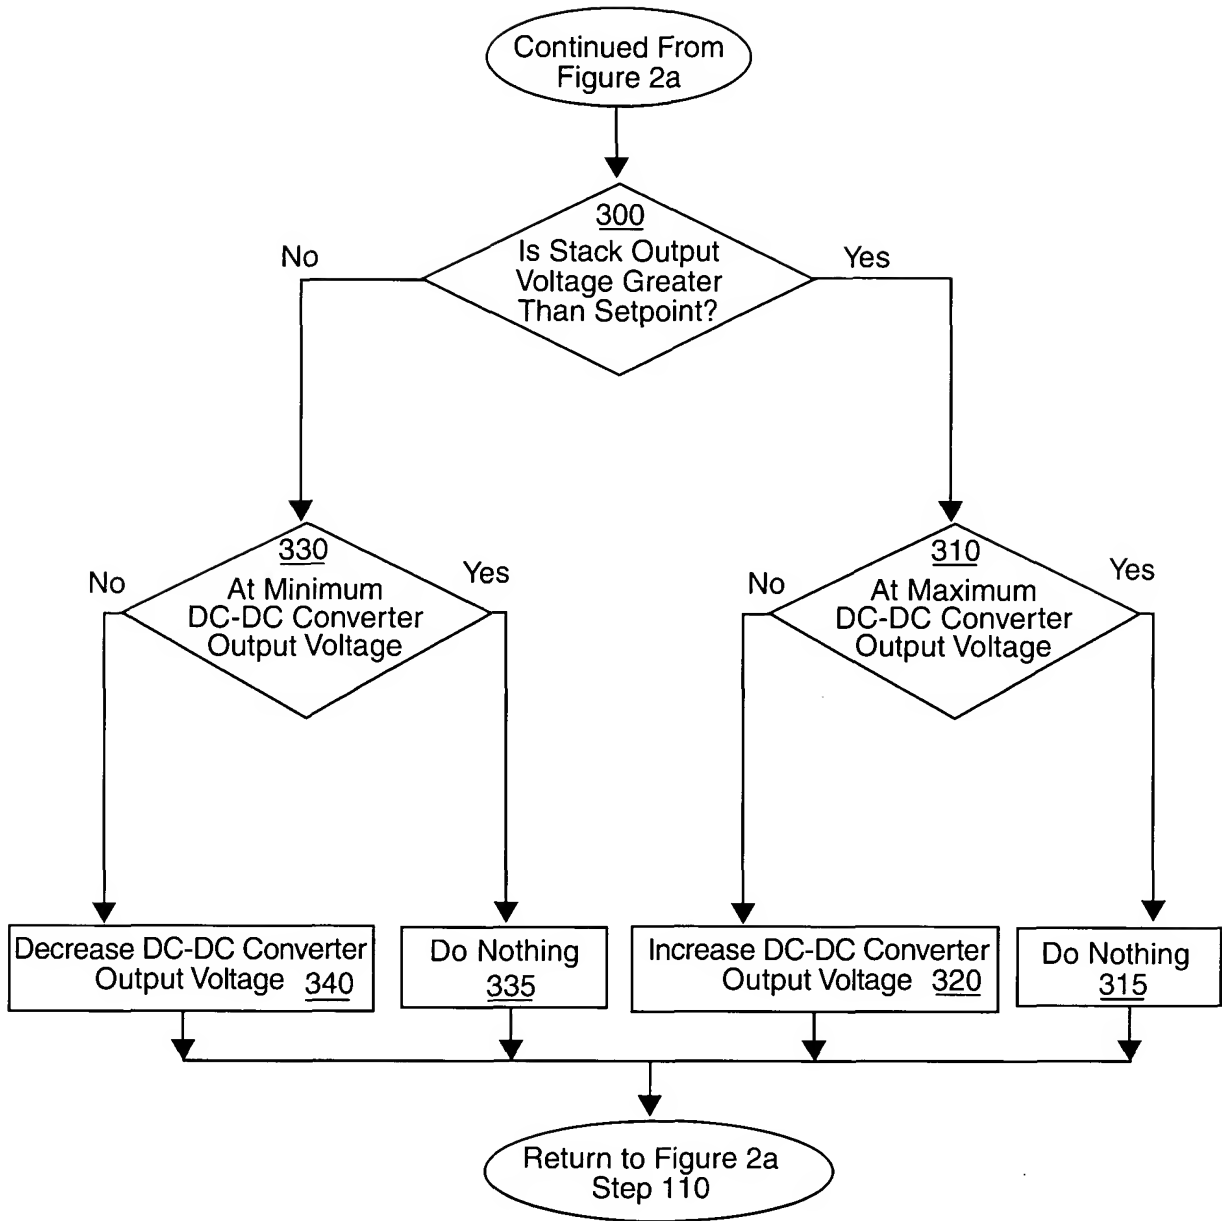 Continued From
Figure 2a
300
Is Stack Output
Voltage Greater
Than Setpoint?
No
Yes
330
At Minimum
DC-DC Converter
Output Voltage
No
Yes
310
At Maximum
DC-DC Converter
Output Voltage
No
Yes
Decrease DC-DC Converter
Output Voltage 340
Do Nothing
335
Increase DC-DC Converter
Output Voltage 320
Do Nothing
315
Return to Figure 2a
Step 110